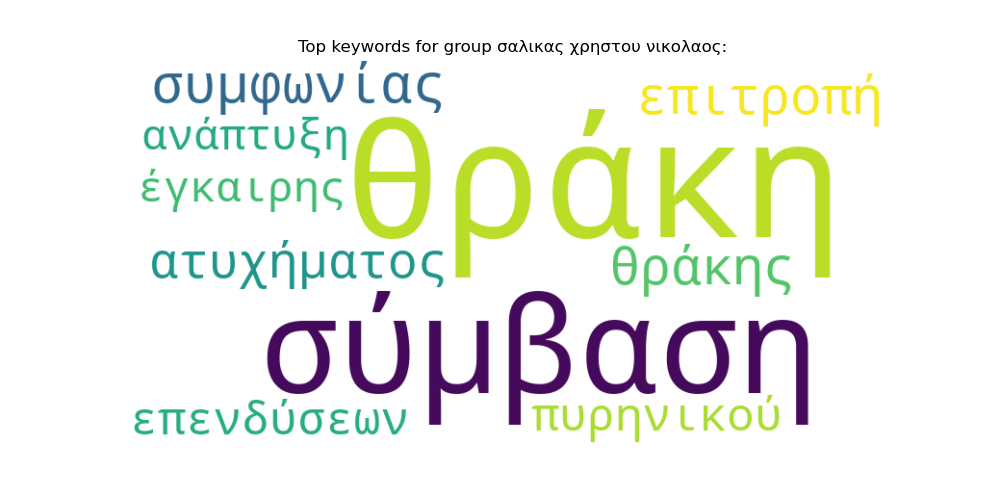 Top keywords for group σαλικας χρηστου νικολαος:
συμφωνίας
επιτροπή
ανάπτυξη
θράκη
έγκαιρης
ατυχήματος
θράκης
σύμβαση
επενδύσεων
πυρηνικού